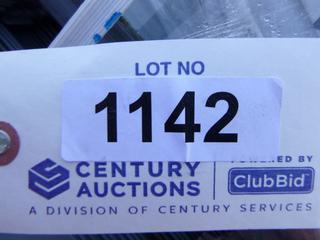 LOT NO
1142
CENTURY AUCTIONS
POWERED BY
ClubBid
A DIVISION OF CENTURY SERVICES